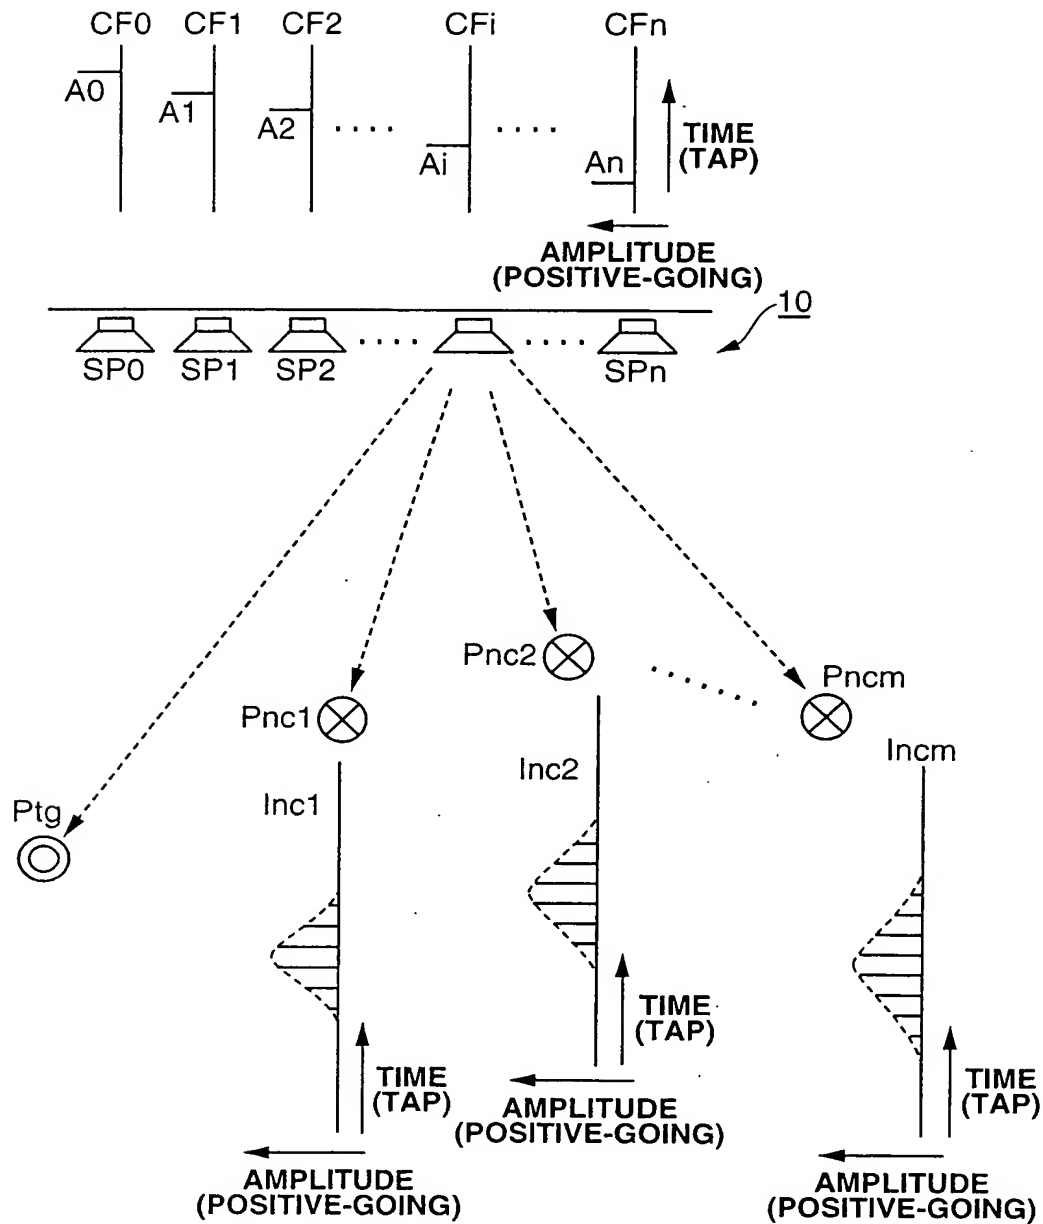 CF0 CF1 CF2 CFi CFn
A0
A1
A2
Ai
An
TIME
(TAP)
AMPLITUDE
(POSITIVE-GOING)
10
SP0 SP1 SP2 SPn
Pnc2
Pncm
Pnc1
Incm
Inc2
Inc1
Ptg
TIME
(TAP)
AMPLITUDE
(POSITIVE-GOING)
TIME
(TAP)
AMPLITUDE
(POSITIVE-GOING)
TIME
(TAP)
AMPLITUDE
(POSITIVE-GOING)